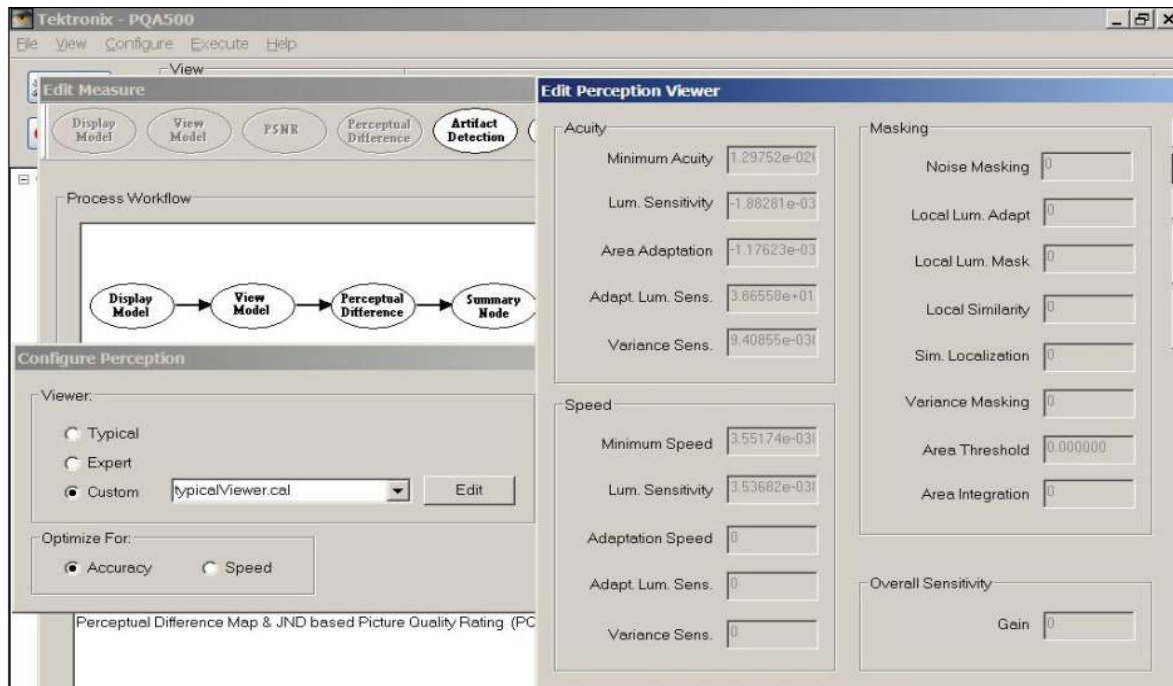 Tektronix - PQA500
File View Configure Execute Help
View
Edit Measure
Display Model
View Model
PSNR
Perceptual Difference
Artifact Detection
Process Workflow
Display Model
View Model
Perceptual Difference
Summary Node
Configure Perception
Viewer:
Typical
Expert
Custom typicalViewer.cal Edit
Optimize For:
Accuracy Speed
Perceptual Difference Map & JND based Picture Quality Rating (PQ
Edit Perception Viewer
Acuity
Minimum Acuity 1.29752e-02
Lum. Sensitivity -1.88281e-03
Area Adaptation -1.17623e-03
Adapt. Lum. Sens. 3.86558e+01
Variance Sens. 9.40855e-03
Speed
Minimum Speed 3.55174e-03
Lum. Sensitivity 3.53682e-03
Adaptation Speed 0
Adapt. Lum. Sens. 0
Variance Sens. 0
Masking
Noise Masking 0
Local Lum. Adapt 0
Local Lum. Mask 0
Local Similarity 0
Sim. Localization 0
Variance Masking 0
Area Threshold 0.000000
Area Integration 0
Overall Sensitivity
Gain 0